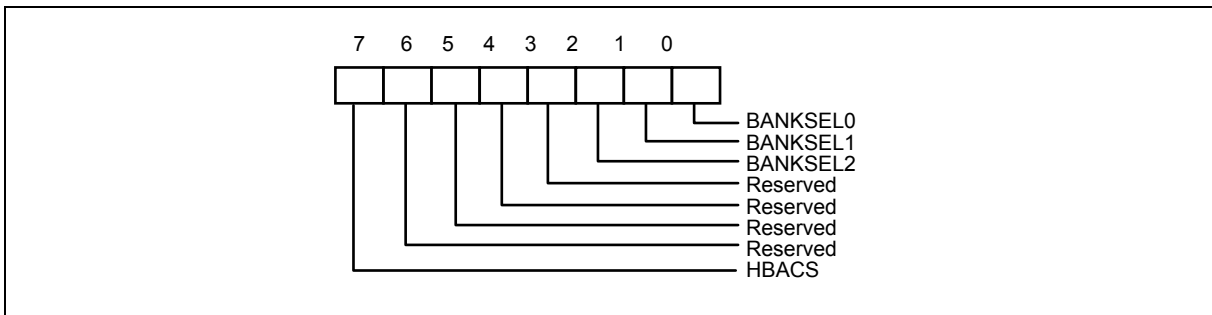 7 6 5 4 3 2 1 0
BANKSEL0
BANKSEL1
BANKSEL2
Reserved
Reserved
Reserved
Reserved
HBACS